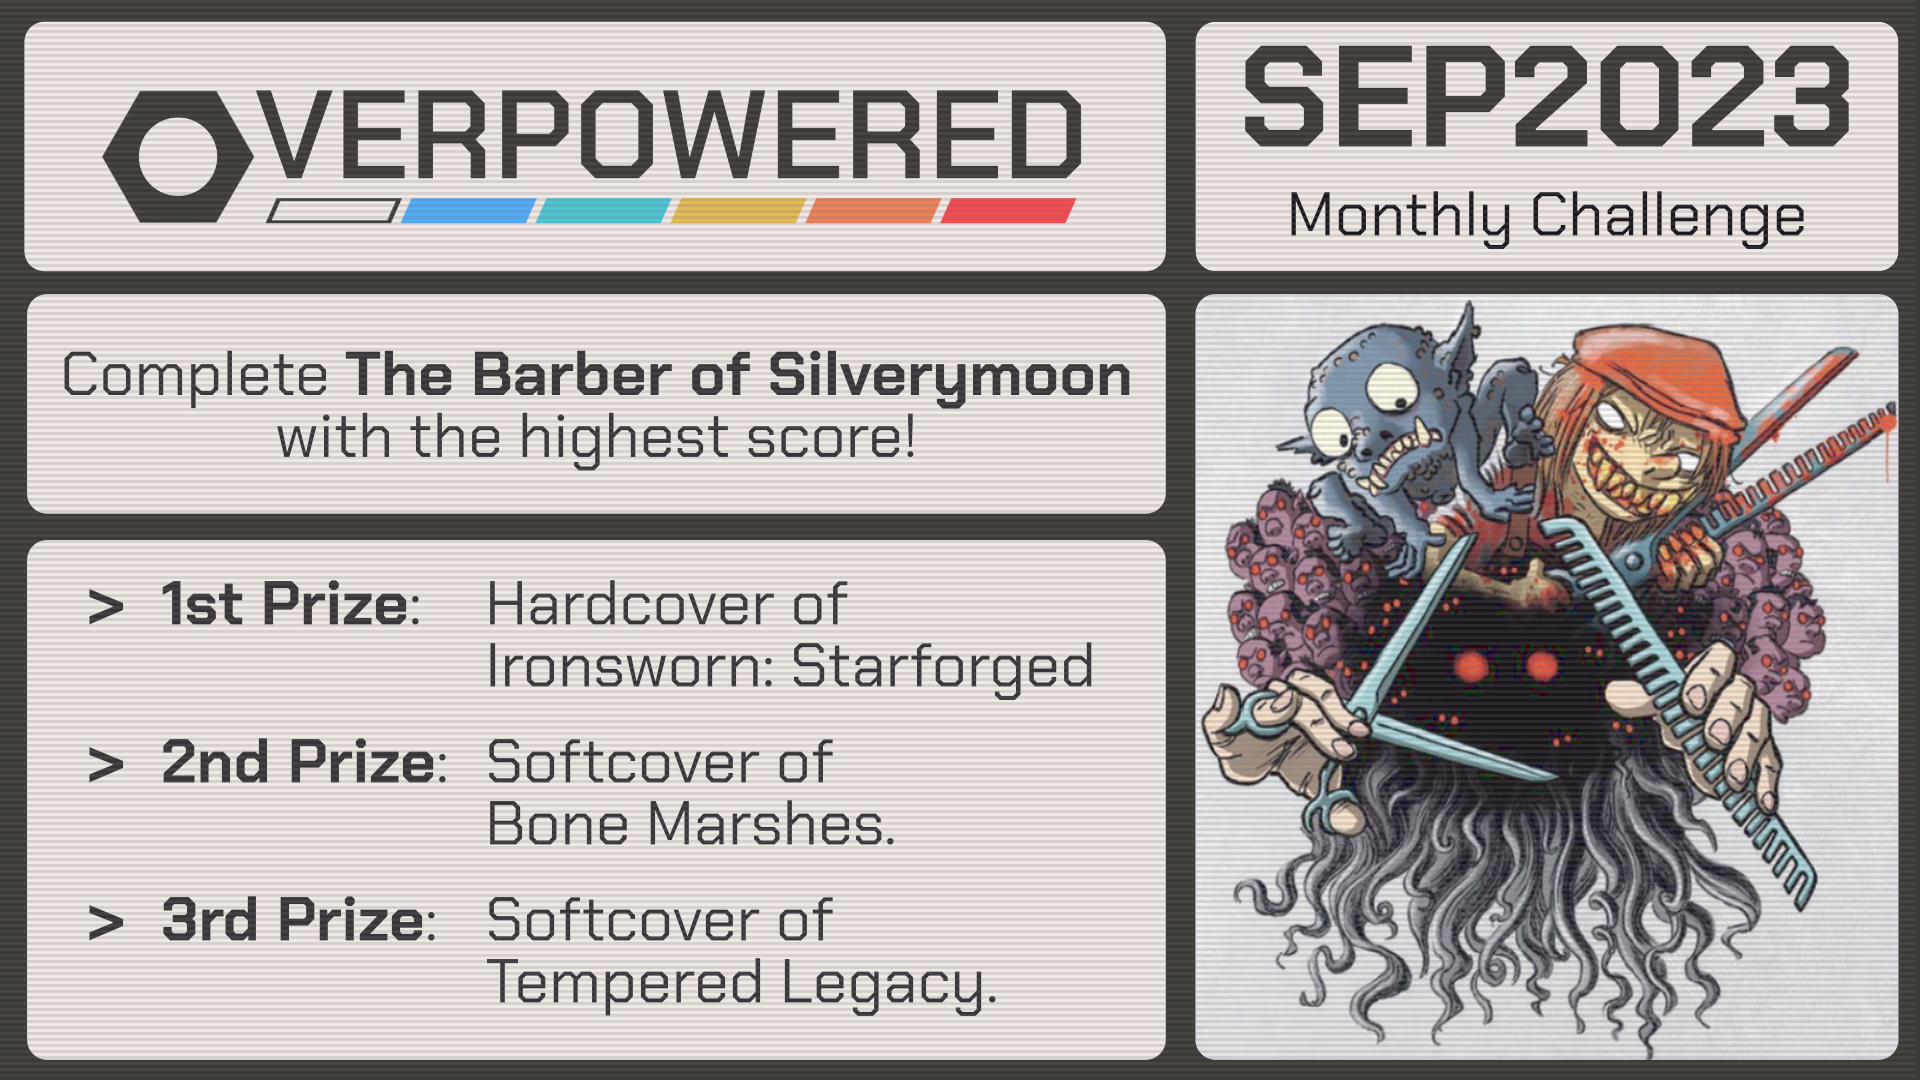 OVERPOWERED
SEP2023
Monthly Challenge
Complete The Barber of Silverymoon
with the highest score!
> 1st Prize: Hardcover of
Ironsworn: Starforged
> 2nd Prize: Softcover of
Bone Marshes.
> 3rd Prize: Softcover of
Tempered Legacy.